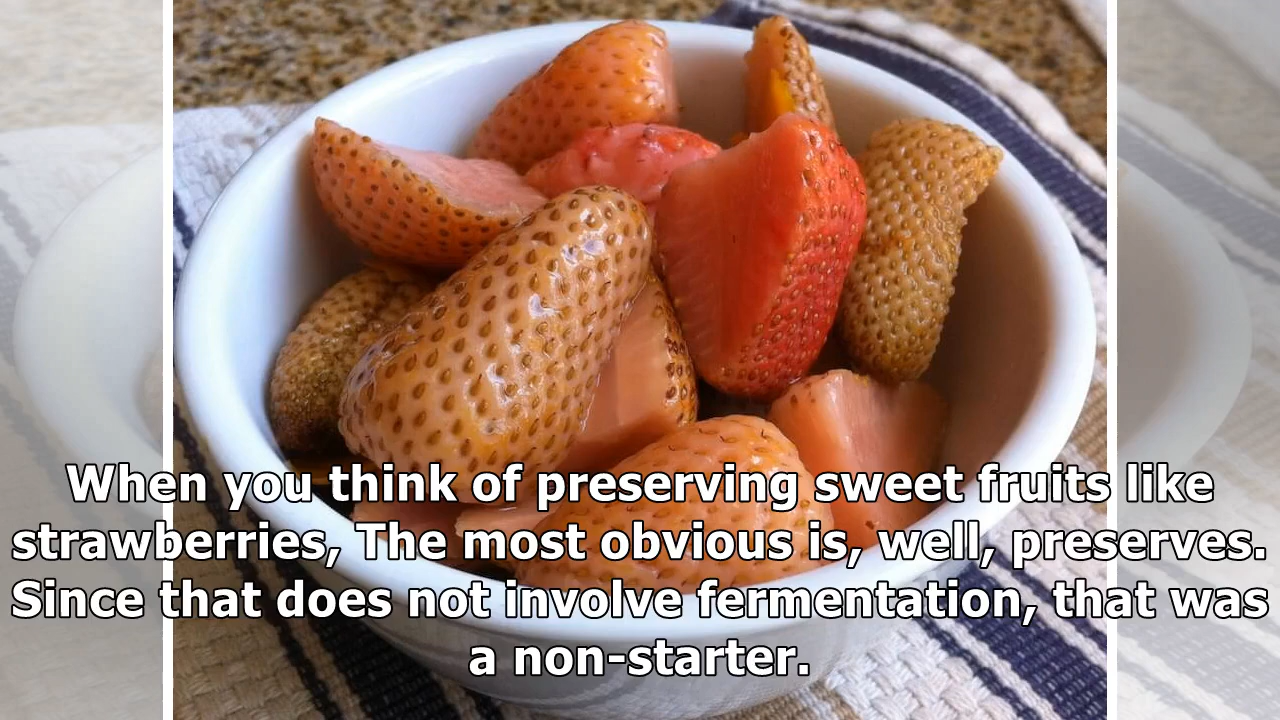 When you think of preserving sweet fruits like
strawberries, The most obvious is, well, preserves.
Since that does not involve fermentation, that was
a non-starter.